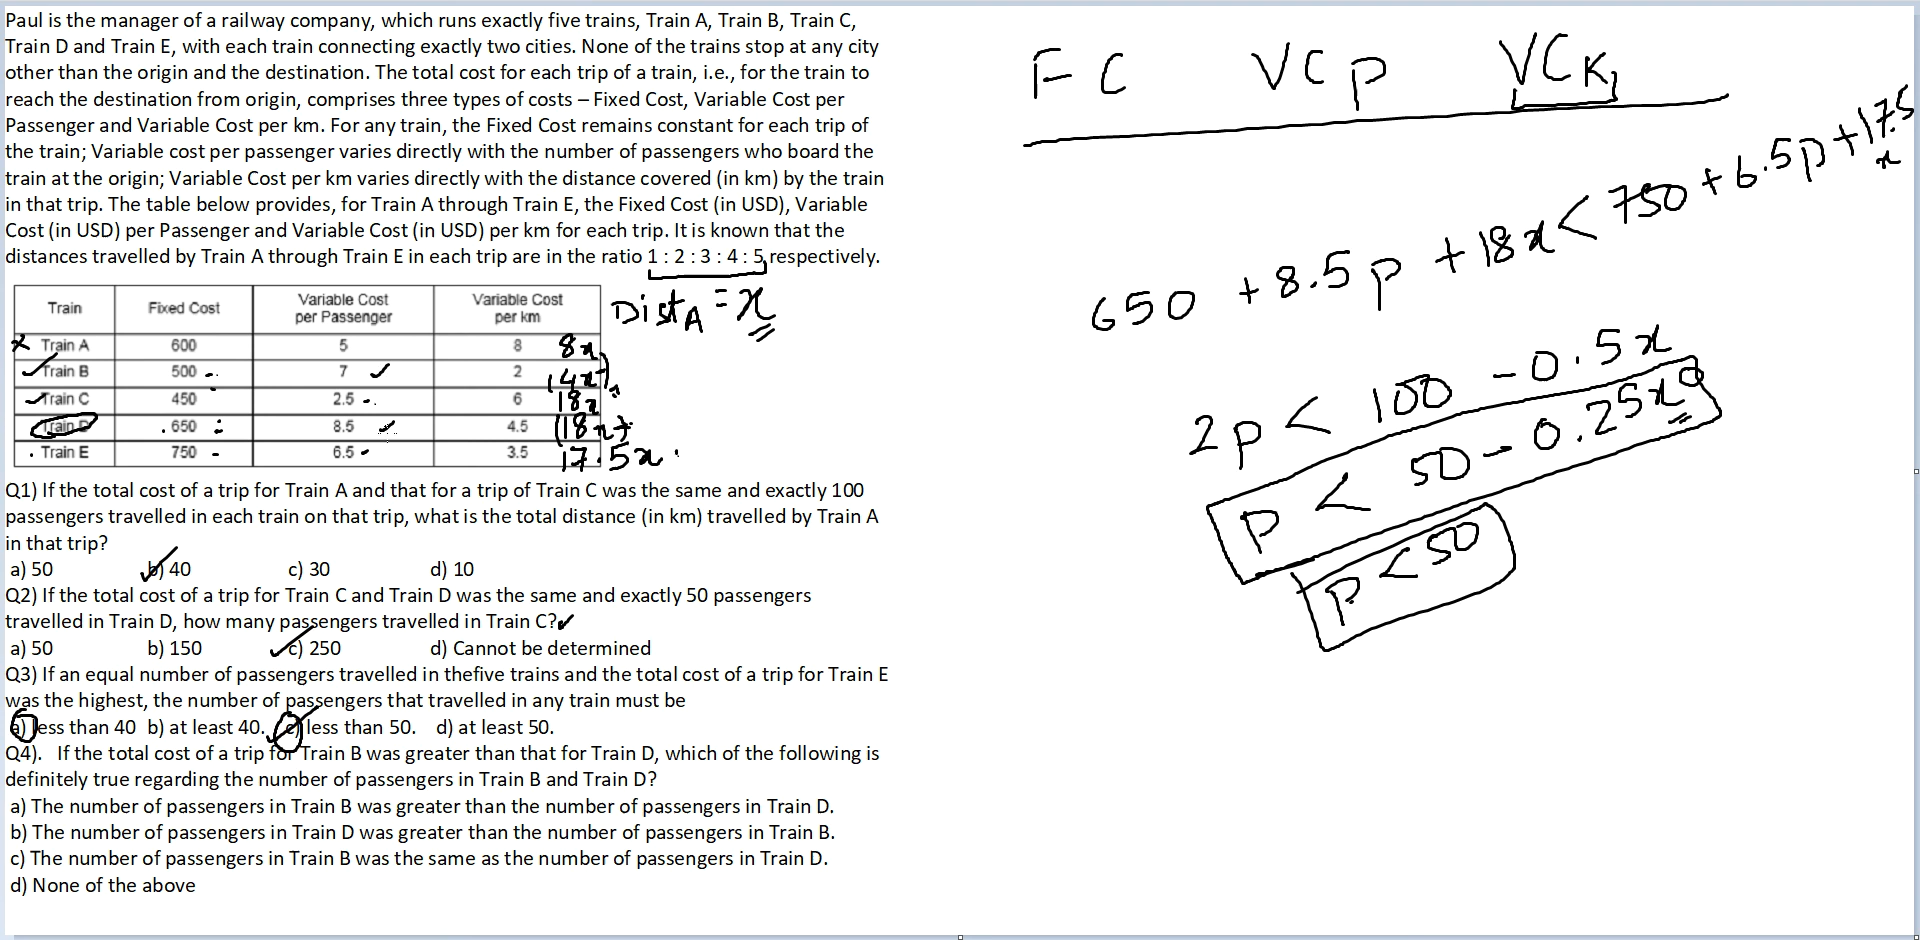 Paul is the manager of a railway company, which runs exactly five trains, Train A, Train B, Train C,
Train D and Train E, with each train connecting exactly two cities. None of the trains stop at any city
other than the origin and the destination. The total cost for each trip of a train, i.e., for the train to
reach the destination from origin, comprises three types of costs – Fixed Cost, Variable Cost per
Passenger and Variable Cost per km. For any train, the Fixed Cost remains constant for each trip of
the train; Variable cost per passenger varies directly with the number of passengers who board the
train at the origin; Variable Cost per km varies directly with the distance covered (in km) by the train
in that trip. The table below provides, for Train A through Train E, the Fixed Cost (in USD), Variable
Cost (in USD) per Passenger and Variable Cost (in USD) per km for each trip. It is known that the
distances travelled by Train A through Train E in each trip are in the ratio 1 : 2 : 3 : 4 : 5, respectively.
Train Fixed Cost Variable Cost per Passenger Variable Cost per km
Dist A = x
Train A 600 5 8 8x
Train B 500 7 2
Train C 450 2.5 6 18x
Train D 650 8.5 4.5 18x
Train E 750 6.5 3.5 17.5x
Q1) If the total cost of a trip for Train A and that for a trip of Train C was the same and exactly 100
passengers travelled in each train on that trip, what is the total distance (in km) travelled by Train A
in that trip?
a) 50 b) 40 c) 30 d) 10
Q2) If the total cost of a trip for Train C and Train D was the same and exactly 50 passengers
travelled in Train D, how many passengers travelled in Train C?
a) 50 b) 150 c) 250 d) Cannot be determined
Q3) If an equal number of passengers travelled in thefive trains and the total cost of a trip for Train E
was the highest, the number of passengers that travelled in any train must be
a) less than 40 b) at least 40. c) less than 50. d) at least 50.
Q4). If the total cost of a trip for Train B was greater than that for Train D, which of the following is
definitely true regarding the number of passengers in Train B and Train D?
a) The number of passengers in Train B was greater than the number of passengers in Train D.
b) The number of passengers in Train D was greater than the number of passengers in Train B.
c) The number of passengers in Train B was the same as the number of passengers in Train D.
d) None of the above
FC VCP VCK
650 + 8.5p + 18x < 750 + 6.5p + 17.5x
2p < 100 - 0.5x
p < 50 - 0.25x
p < 50